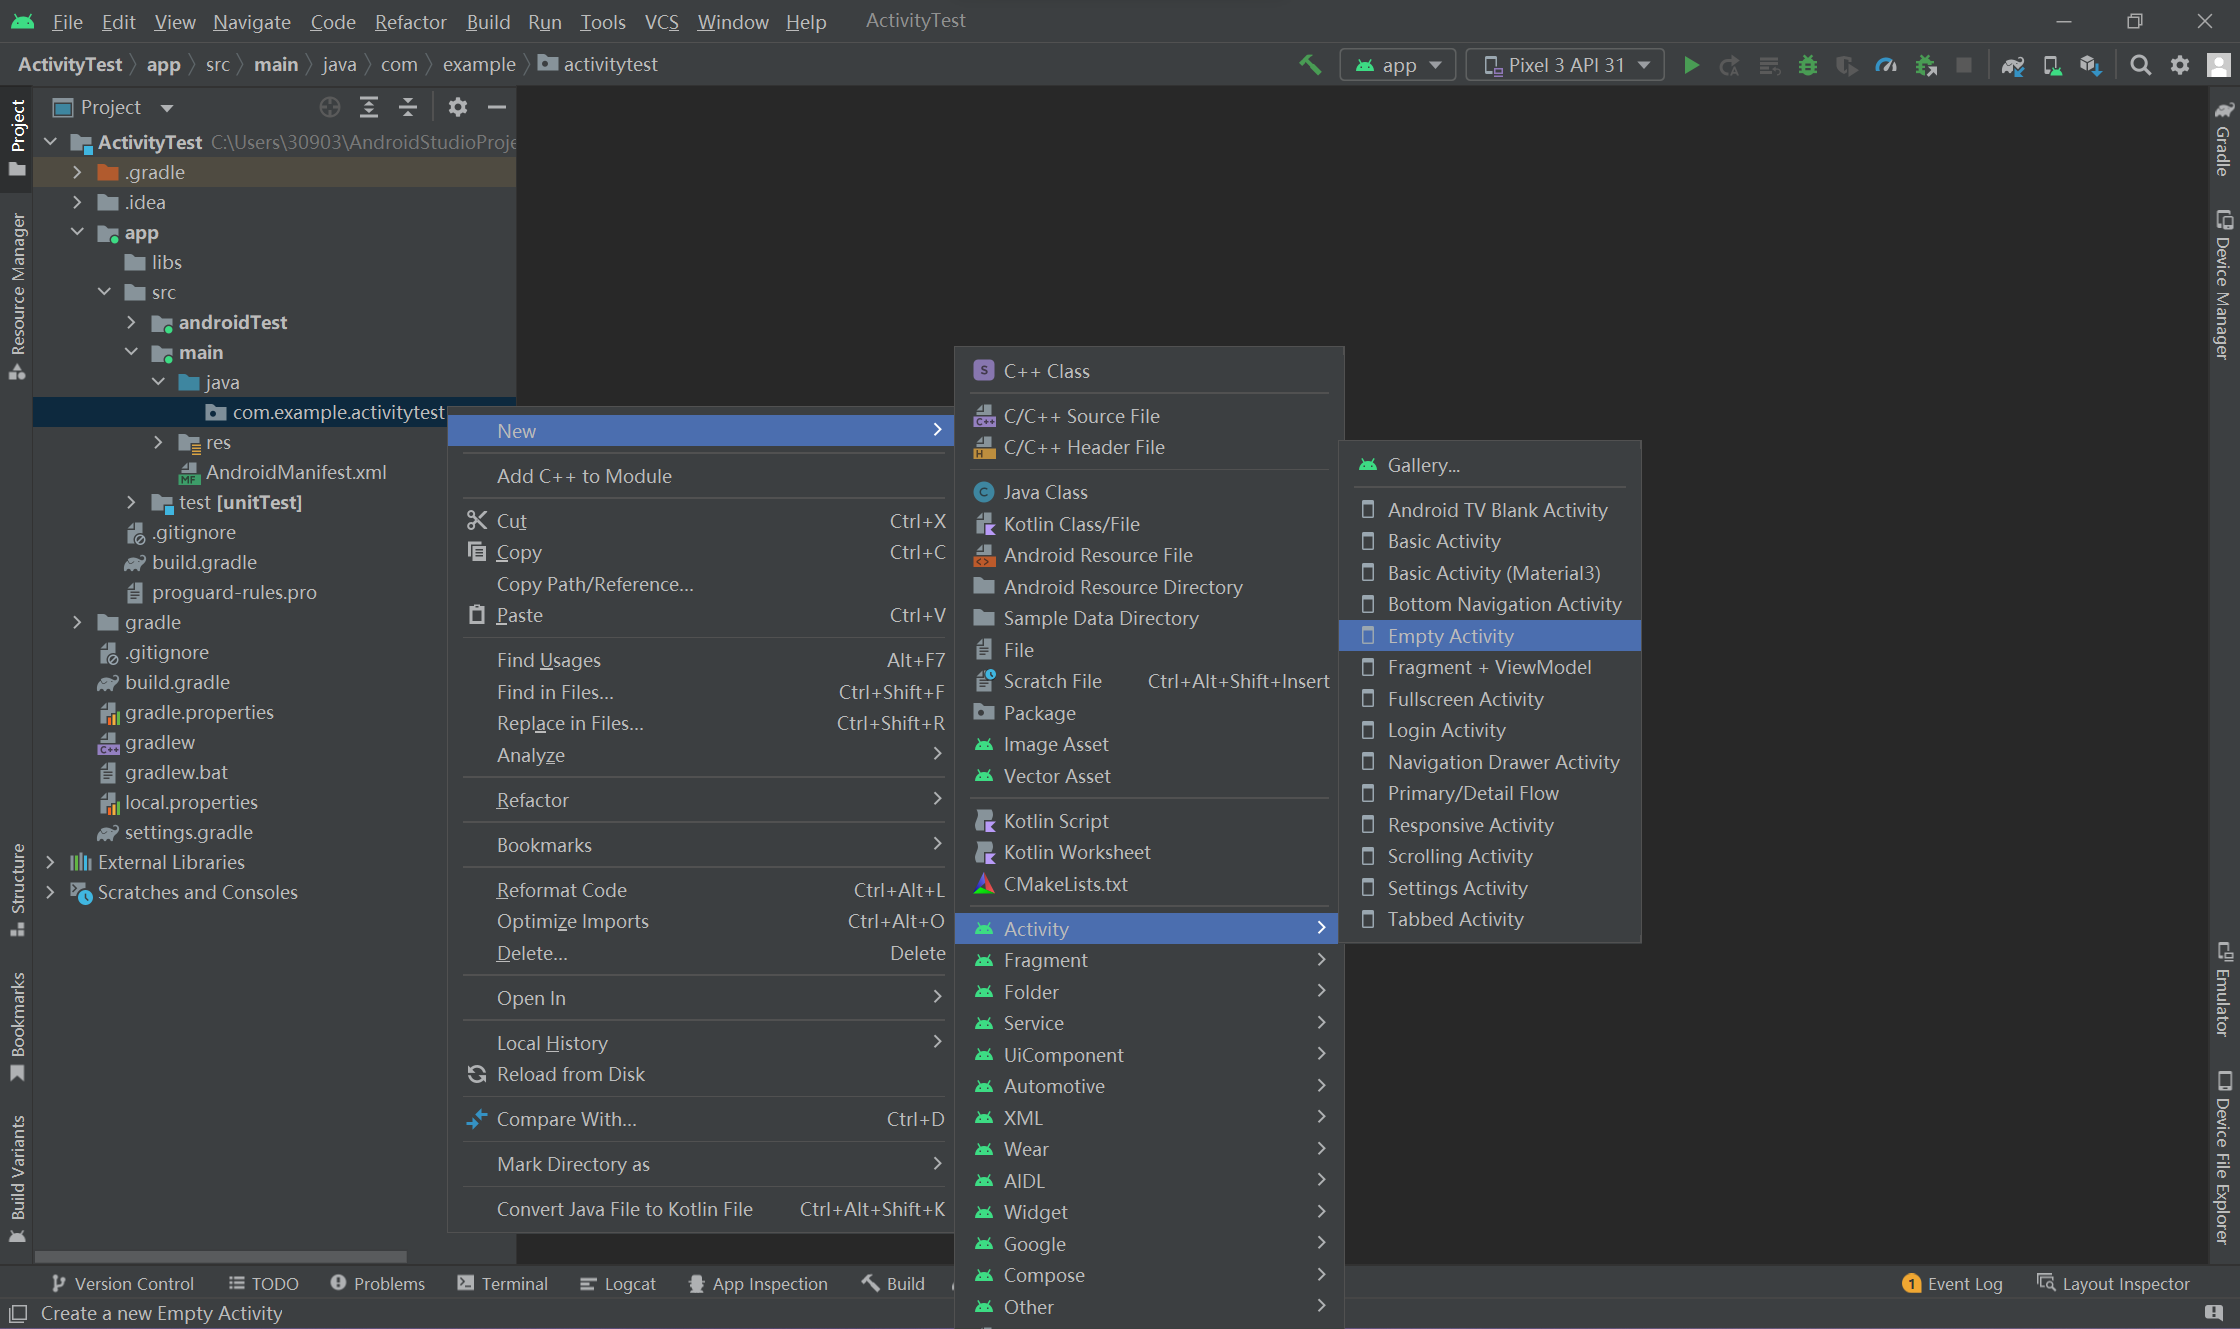 File Edit View Navigate Code Refactor Build Run Tools VCS Window Help ActivityTest
ActivityTest app src main java com example activitytest app Pixel 3 API 31
Project
ActivityTest C:\Users\30903\AndroidStudioProje
.gradle
.idea
app
libs
src
androidTest
main
java
com.example.activitytest
res
AndroidManifest.xml
test [unitTest]
.gitignore
build.gradle
proguard-rules.pro
gradle
.gitignore
build.gradle
gradle.properties
gradlew
gradlew.bat
local.properties
settings.gradle
External Libraries
Scratches and Consoles
Project
Resource Manager
Structure
Bookmarks
Build Variants
New
Add C++ to Module
Cut Ctrl+X
Copy Ctrl+C
Copy Path/Reference...
Paste Ctrl+V
Find Usages Alt+F7
Find in Files... Ctrl+Shift+F
Replace in Files... Ctrl+Shift+R
Analyze
Refactor
Bookmarks
Reformat Code Ctrl+Alt+L
Optimize Imports Ctrl+Alt+O
Delete... Delete
Open In
Local History
Reload from Disk
Compare With... Ctrl+D
Mark Directory as
Convert Java File to Kotlin File Ctrl+Alt+Shift+K
C++ Class
C/C++ Source File
C/C++ Header File
Java Class
Kotlin Class/File
Android Resource File
Android Resource Directory
Sample Data Directory
File
Scratch File Ctrl+Alt+Shift+Insert
Package
Image Asset
Vector Asset
Kotlin Script
Kotlin Worksheet
CMakeLists.txt
Activity
Fragment
Folder
Service
UiComponent
Automotive
XML
Wear
AIDL
Widget
Google
Compose
Other
Gallery...
Android TV Blank Activity
Basic Activity
Basic Activity (Material3)
Bottom Navigation Activity
Empty Activity
Fragment + ViewModel
Fullscreen Activity
Login Activity
Navigation Drawer Activity
Primary/Detail Flow
Responsive Activity
Scrolling Activity
Settings Activity
Tabbed Activity
Gradle
Device Manager
Emulator
Device File Explorer
Version Control TODO Problems Terminal Logcat App Inspection Build 1 Event Log Layout Inspector
Create a new Empty Activity